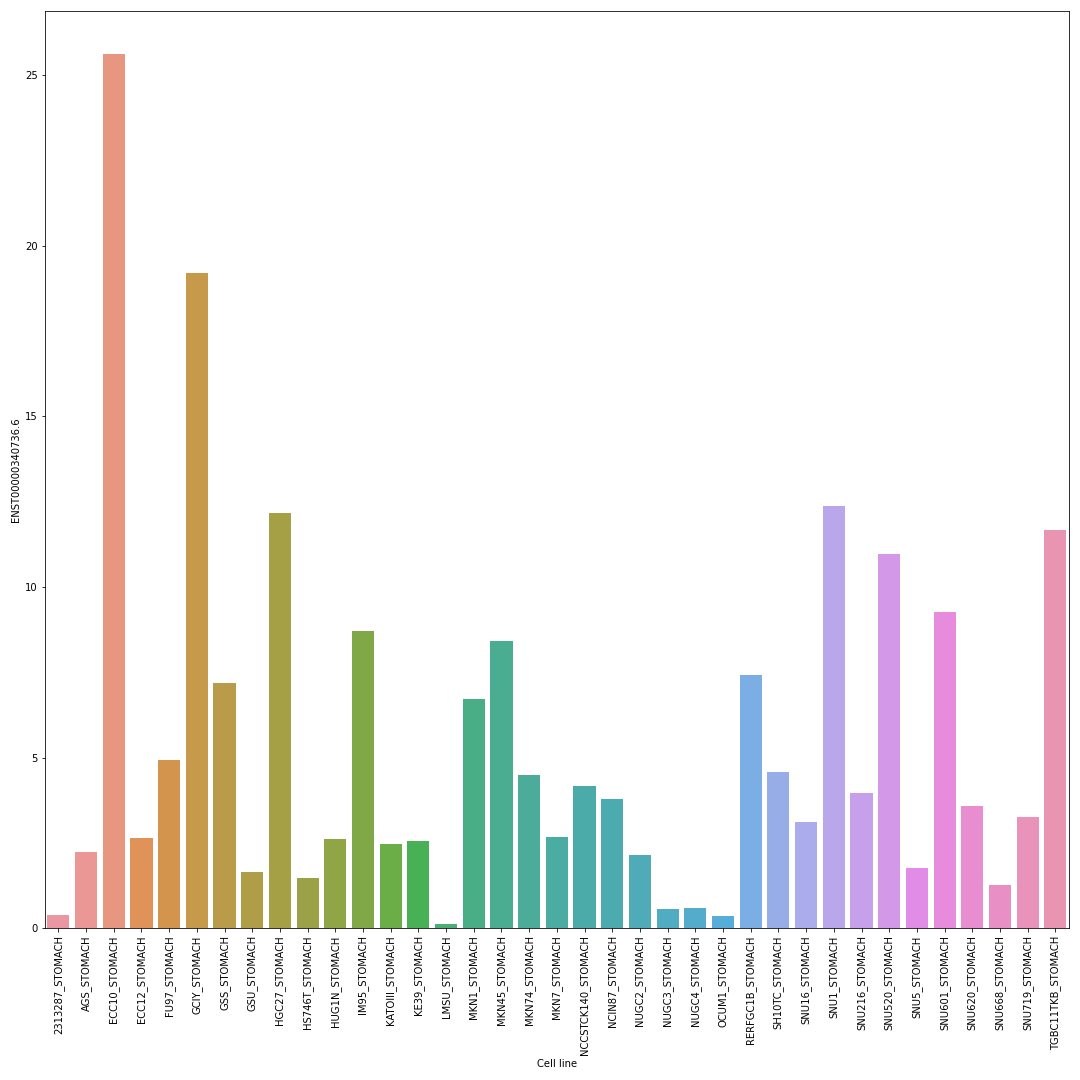 ENST00000340736.6
25
20
15
10
5
0
2313287_STOMACH
AGS_STOMACH
ECC10_STOMACH
ECC12_STOMACH
FU97_STOMACH
GCIY_STOMACH
GSS_STOMACH
GSU_STOMACH
HGC27_STOMACH
HS746T_STOMACH
HUG1N_STOMACH
IM95_STOMACH
KATOIII_STOMACH
KE39_STOMACH
LMSU_STOMACH
MKN1_STOMACH
MKN45_STOMACH
MKN74_STOMACH
MKN7_STOMACH
NCCSTCK140_STOMACH
NCIN87_STOMACH
NUGC2_STOMACH
NUGC3_STOMACH
NUGC4_STOMACH
OCUM1_STOMACH
RERFGC1B_STOMACH
SH10TC_STOMACH
SNU16_STOMACH
SNU1_STOMACH
SNU216_STOMACH
SNU520_STOMACH
SNU5_STOMACH
SNU601_STOMACH
SNU620_STOMACH
SNU668_STOMACH
SNU719_STOMACH
TGBC11TKB_STOMACH
Cell line